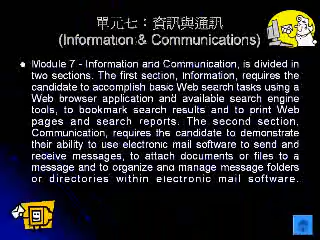 單元七：資訊與通訊
(Information & Communications)
Module 7 - Information and Communication, is divided in
two sections. The first section, Information, requires the
candidate to accomplish basic Web search tasks using a
Web browser application and available search engine
tools, to bookmark search results and to print Web
pages and search reports. The second section,
Communication, requires the candidate to demonstrate
their ability to use electronic mail software to send and
receive messages, to attach documents or files to a
message and to organize and manage message folders
or directories within electronic mail software.